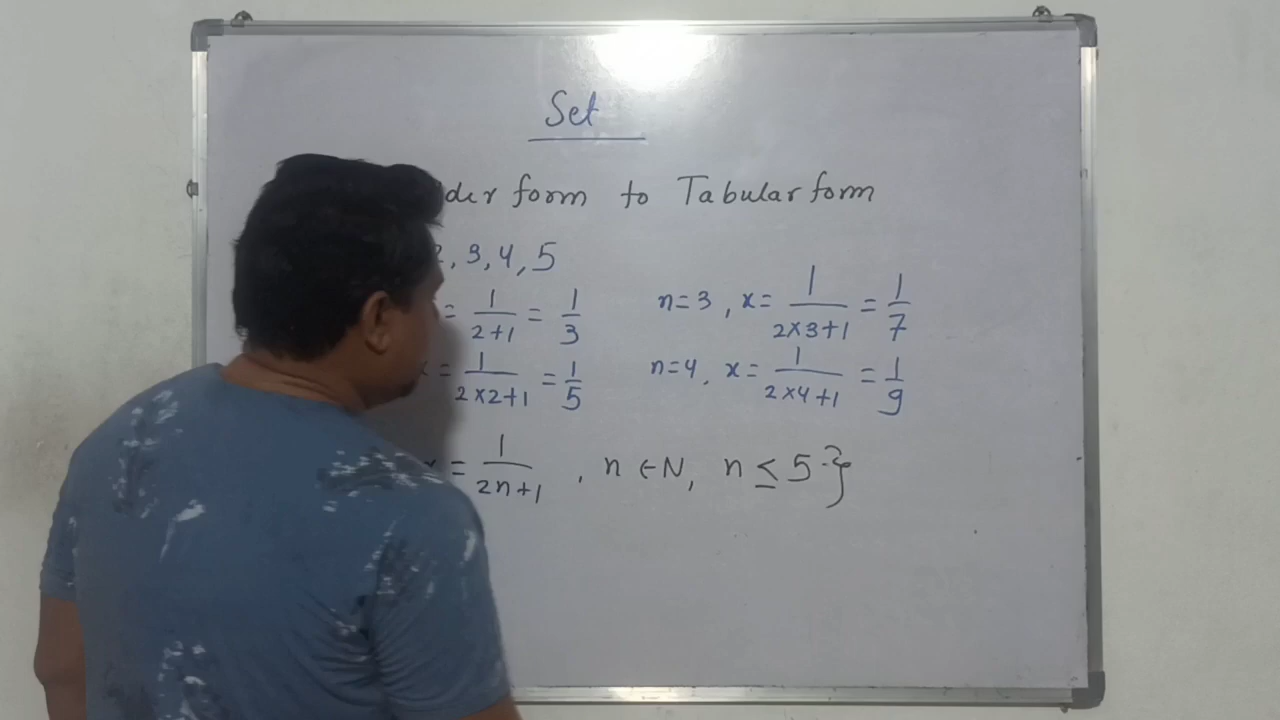 Set
der form to Tabular form
2, 3, 4, 5
= 1/(2+1) = 1/3
n=3, x= 1/(2×3+1) = 1/7
x= 1/(2×2+1) = 1/5
n=4, x= 1/(2×4+1) = 1/9
x = 1/(2n+1) , n ∈ N, n ≤ 5 }